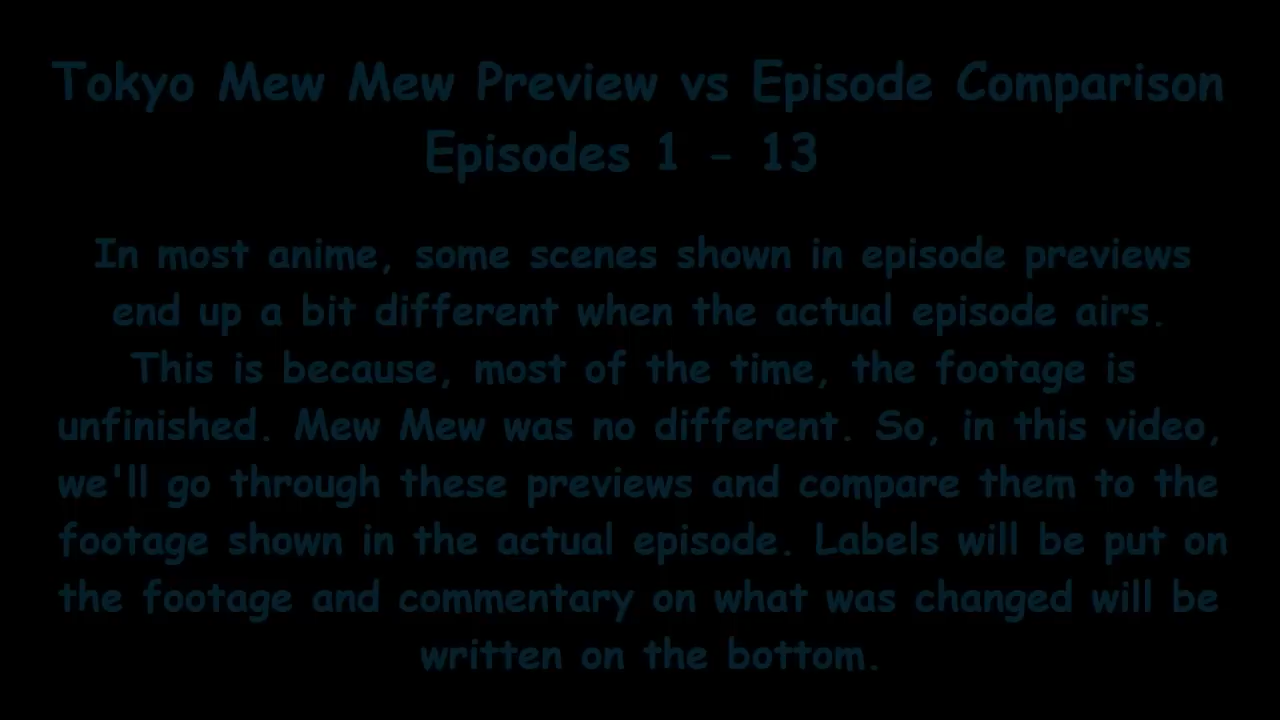 Tokyo Mew Mew Preview vs Episode Comparison
Episodes 1 - 13
In most anime, some scenes shown in episode previews
end up a bit different when the actual episode airs.
This is because, most of the time, the footage is
unfinished. Mew Mew was no different. So, in this video,
we'll go through these previews and compare them to the
footage shown in the actual episode. Labels will be put on
the footage and commentary on what was changed will be
written on the bottom.